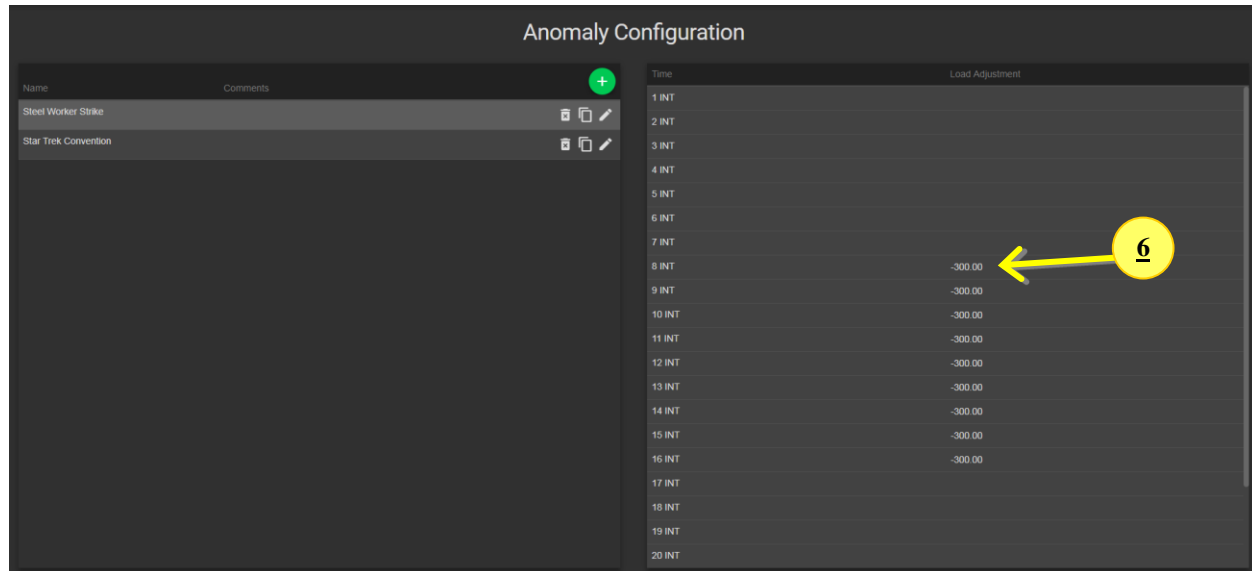 Anomaly Configuration
Name Comments
Steel Worker Strike
Star Trek Convention
Time Load Adjustment
1 INT
2 INT
3 INT
4 INT
5 INT
6 INT
7 INT
8 INT -300.00
9 INT -300.00
10 INT -300.00
11 INT -300.00
12 INT -300.00
13 INT -300.00
14 INT -300.00
15 INT -300.00
16 INT -300.00
17 INT
18 INT
19 INT
20 INT
6